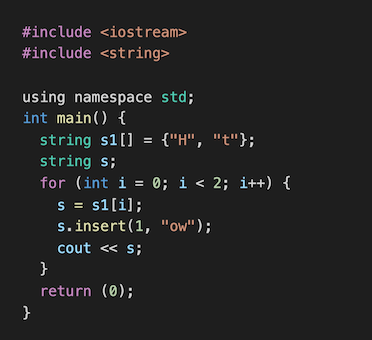 #include <iostream>
#include <string>

using namespace std;
int main() {
  string s1[] = {"H", "t"};
  string s;
  for (int i = 0; i < 2; i++) {
    s = s1[i];
    s.insert(1, "ow");
    cout << s;
  }
  return (0);
}